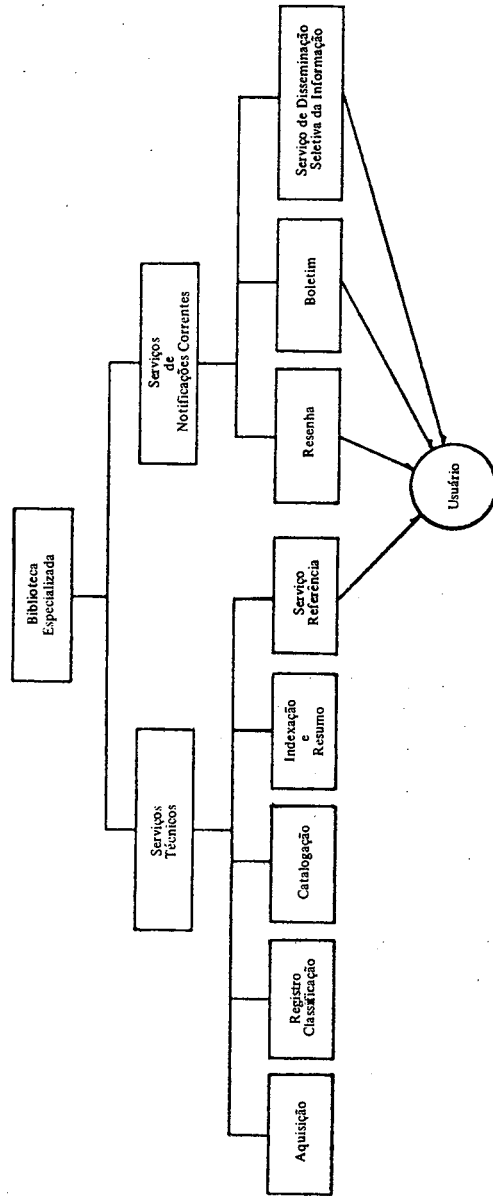 Biblioteca
Especializada
Serviços
Técnicos
Serviços
de
Notificações Correntes
Aquisição
Registro
Classificação
Catalogação
Indexação
e
Resumo
Serviço
Referência
Resenha
Boletim
Serviço de Disseminação
Seletiva da Informação
Usuário